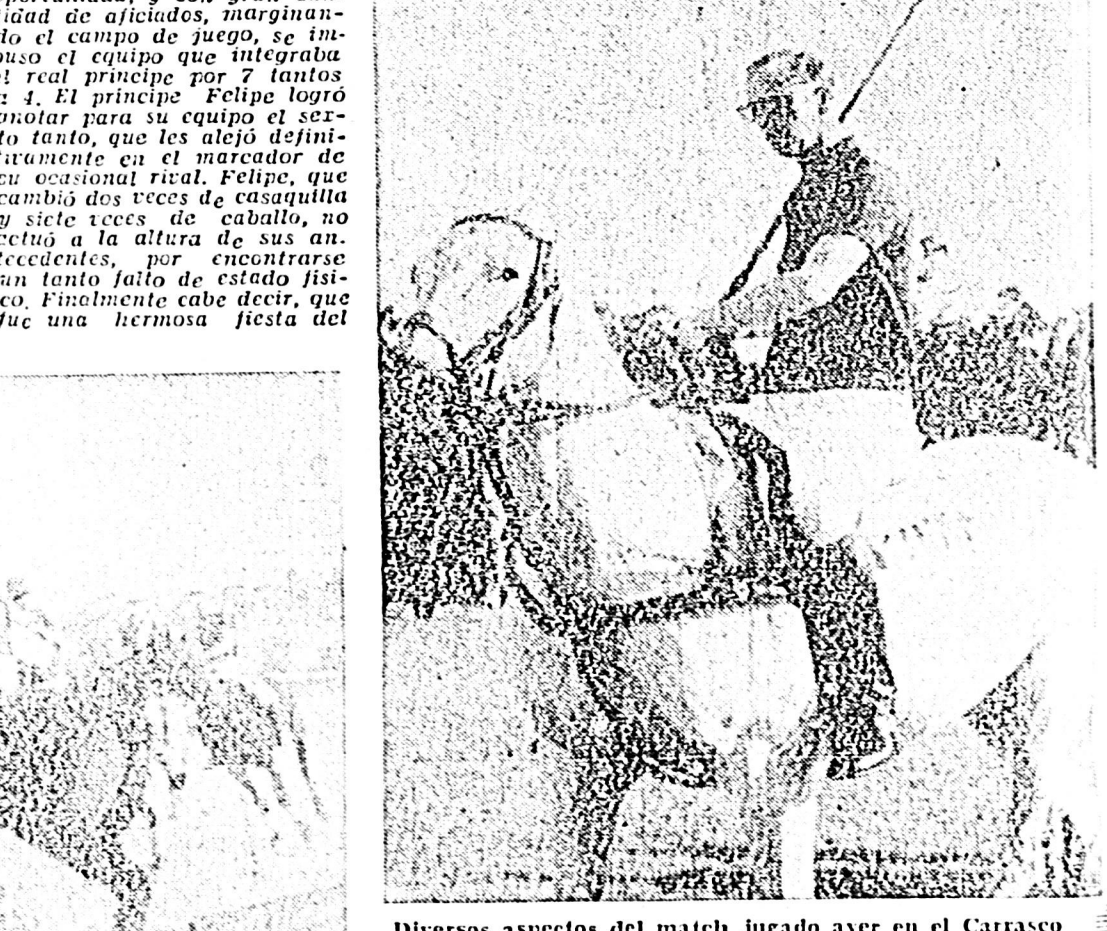 idad de aficiados, marginan-
do el campo de juego, se im-
puso el equipo que integraba
el real príncipe por 7 tantos
a 4. El príncipe Felipe logró
anotar para su equipo el sex-
to tanto, que les alejó defini-
tivamente en el marcador de
su ocasional rival. Felipe, que
cambió dos veces de casaquilla
y siete veces de caballo, no
actuó a la altura de sus an-
tecedentes, por encontrarse
un tanto falto de estado físi-
co. Finalmente cabe decir, que
fue una hermosa fiesta del
Diversos aspectos del match jugado ayer en el Carrasco